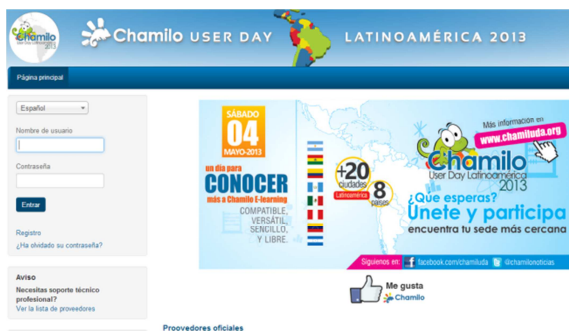 Chamilo
User Day Latinoamérica
2013
Chamilo USER DAY LATINOAMÉRICA 2013
Página principal
Español
Nombre de usuario
Contraseña
Entrar
Registro
¿Ha olvidado su contraseña?
Aviso
Necesitas soporte técnico
profesional?
Ver la lista de proveedores
SÁBADO
04
MAYO-2013
un día para
CONOCER
más a Chamilo E-learning
COMPATIBLE,
VERSÁTIL,
SENCILLO,
Y LIBRE.
+20
ciudades
Latinoamérica
8
países
Más información en
www.chamiluda.org
Chamilo
User Day Latinoamérica
2013
¿Que esperas?
Únete y participa
encuentra tu sede más cercana
Siguenos en: facebook.com/chamiluda @chamilonoticias
Me gusta
Chamilo
Proovedores oficiales